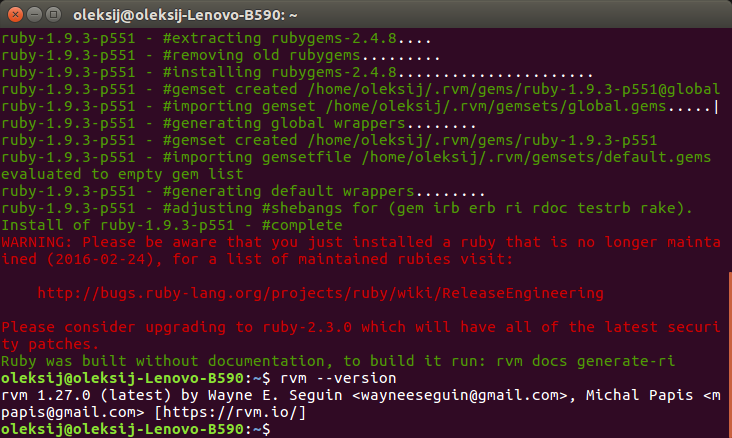 oleksij@oleksij-Lenovo-B590: ~
ruby-1.9.3-p551 - #extracting rubygems-2.4.8....
ruby-1.9.3-p551 - #removing old rubygems.........
ruby-1.9.3-p551 - #installing rubygems-2.4.8......................
ruby-1.9.3-p551 - #gemset created /home/oleksij/.rvm/gems/ruby-1.9.3-p551@global
ruby-1.9.3-p551 - #importing gemset /home/oleksij/.rvm/gemsets/global.gems.....|
ruby-1.9.3-p551 - #generating global wrappers........
ruby-1.9.3-p551 - #gemset created /home/oleksij/.rvm/gems/ruby-1.9.3-p551
ruby-1.9.3-p551 - #importing gemsetfile /home/oleksij/.rvm/gemsets/default.gems
evaluated to empty gem list
ruby-1.9.3-p551 - #generating default wrappers........
ruby-1.9.3-p551 - #adjusting #shebangs for (gem irb erb ri rdoc testrb rake).
Install of ruby-1.9.3-p551 - #complete
WARNING: Please be aware that you just installed a ruby that is no longer mainta
ined (2016-02-24), for a list of maintained rubies visit:
http://bugs.ruby-lang.org/projects/ruby/wiki/ReleaseEngineering
Please consider upgrading to ruby-2.3.0 which will have all of the latest securi
ty patches.
Ruby was built without documentation, to build it run: rvm docs generate-ri
oleksij@oleksij-Lenovo-B590:~$ rvm --version
rvm 1.27.0 (latest) by Wayne E. Seguin <wayneeseguin@gmail.com>, Michal Papis <m
papis@gmail.com> [https://rvm.io/]
oleksij@oleksij-Lenovo-B590:~$